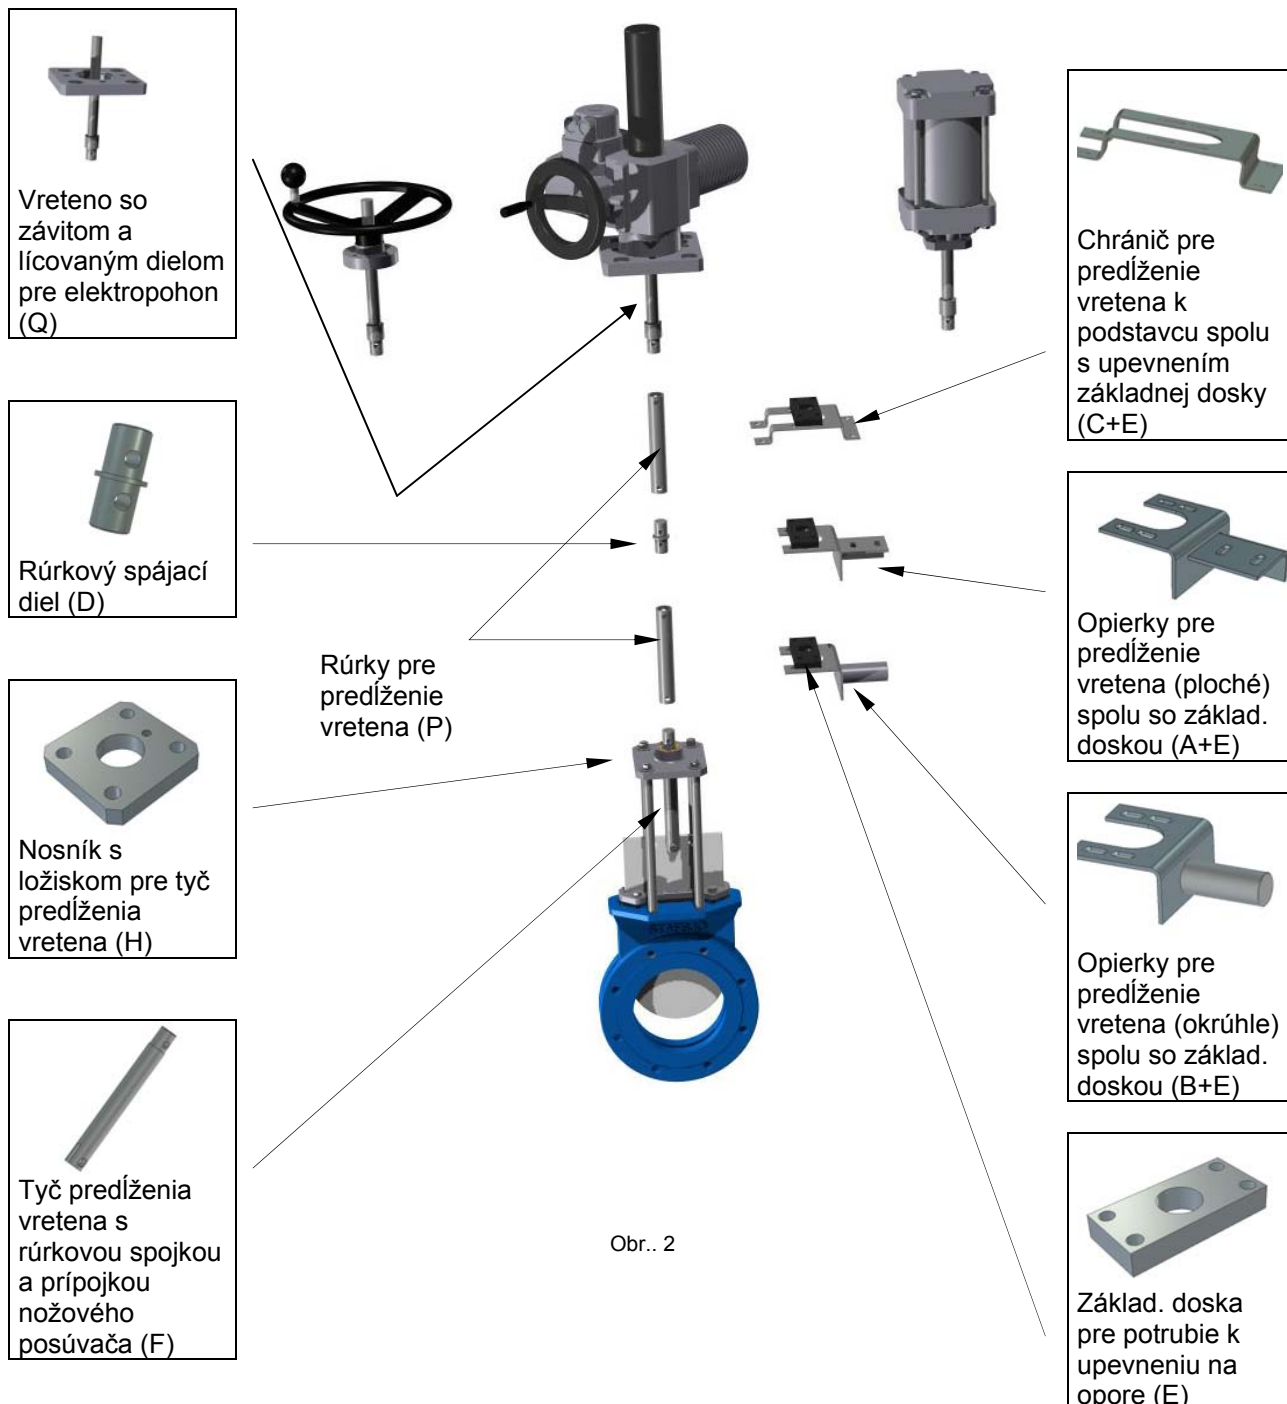 Vreteno so
závitom a
lícovaným dielom
pre elektropohon
(Q)
Rúrkový spájací
diel (D)
Nosník s
ložiskom pre tyč
predĺženia
vretena (H)
Tyč predĺženia
vretena s
rúrkovou spojkou
a prípojkou
nožového
posúvača (F)
Rúrky pre
predĺženie
vretena (P)
Obr.. 2
Chránič pre
predĺženie
vretena k
podstavcu spolu
s upevnením
základnej dosky
(C+E)
Opierky pre
predĺženie
vretena (ploché)
spolu so základ.
doskou (A+E)
Opierky pre
predĺženie
vretena (okrúhle)
spolu so základ.
doskou (B+E)
Základ. doska
pre potrubie k
upevneniu na
opore (E)